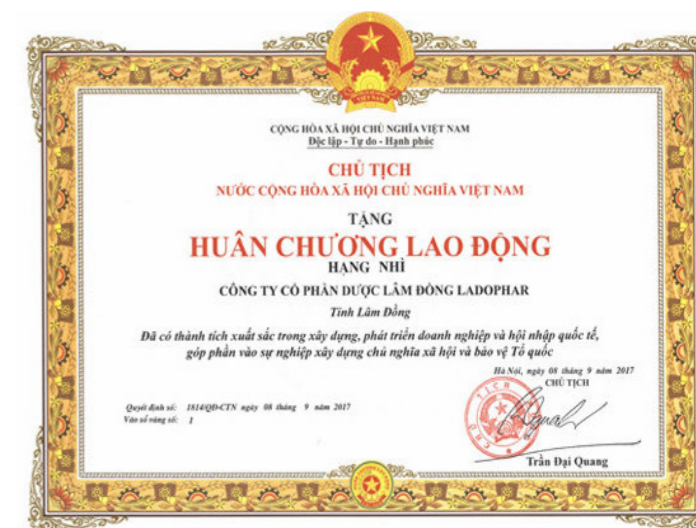 CỘNG HÒA XÃ HỘI CHỦ NGHĨA VIỆT NAM
Độc lập - Tự do - Hạnh phúc
CHỦ TỊCH
NƯỚC CỘNG HÒA XÃ HỘI CHỦ NGHĨA VIỆT NAM
TẶNG
HUÂN CHƯƠNG LAO ĐỘNG
HẠNG NHÌ
CÔNG TY CỔ PHẦN DƯỢC LÂM ĐỒNG LADOPHAR
Tỉnh Lâm Đồng
Đã có thành tích xuất sắc trong xây dựng, phát triển doanh nghiệp và hội nhập quốc tế,
góp phần vào sự nghiệp xây dựng chủ nghĩa xã hội và bảo vệ Tổ quốc
Hà Nội, ngày 08 tháng 9 năm 2017
CHỦ TỊCH
Quyết định số: 1814/QĐ-CTN ngày 08 tháng 9 năm 2017
Vào sổ vàng số: 1
CHỦ TỊCH
Trần Đại Quang